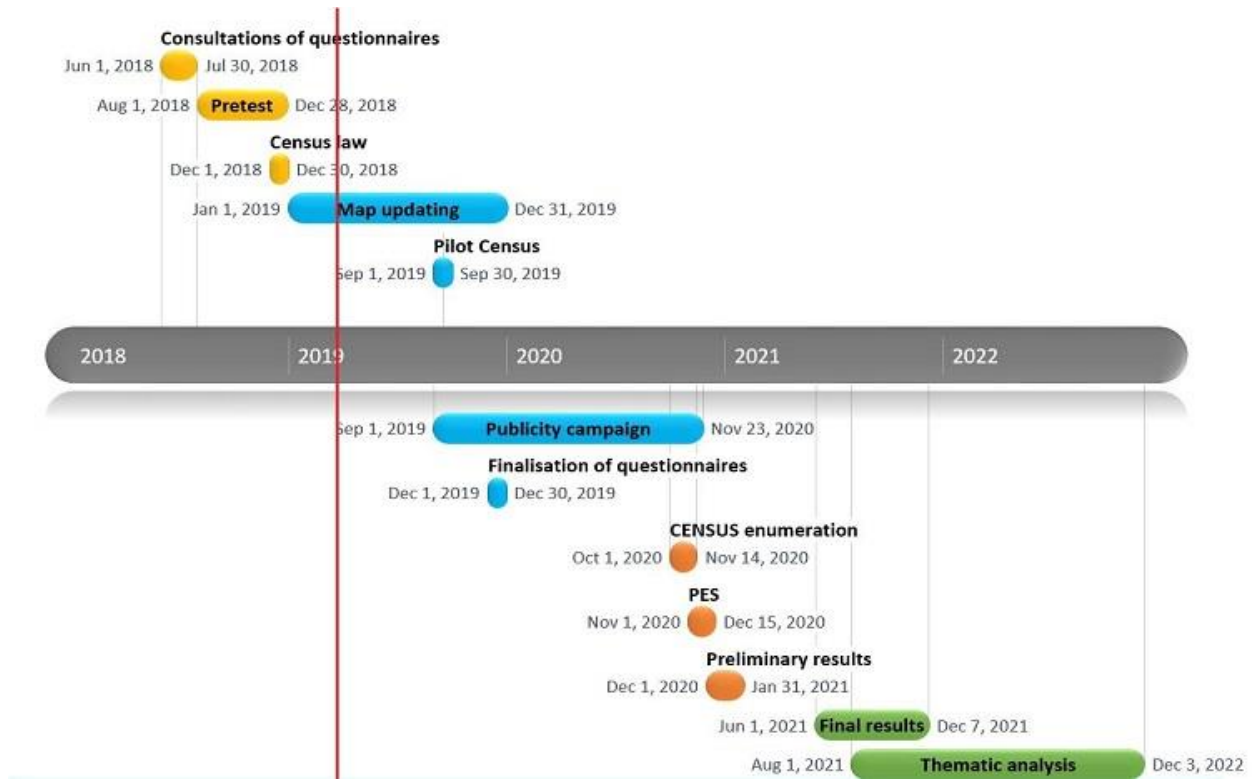 Consultations of questionnaires
Jun 1, 2018 Jul 30, 2018
Aug 1, 2018 Pretest Dec 28, 2018
Census law
Dec 1, 2018 Dec 30, 2018
Jan 1, 2019 Map updating Dec 31, 2019
Pilot Census
Sep 1, 2019 Sep 30, 2019
2018 2019 2020 2021 2022
Sep 1, 2019 Publicity campaign Nov 23, 2020
Finalisation of questionnaires
Dec 1, 2019 Dec 30, 2019
CENSUS enumeration
Oct 1, 2020 Nov 14, 2020
PES
Nov 1, 2020 Dec 15, 2020
Preliminary results
Dec 1, 2020 Jan 31, 2021
Jun 1, 2021 Final results Dec 7, 2021
Aug 1, 2021 Thematic analysis Dec 3, 2022